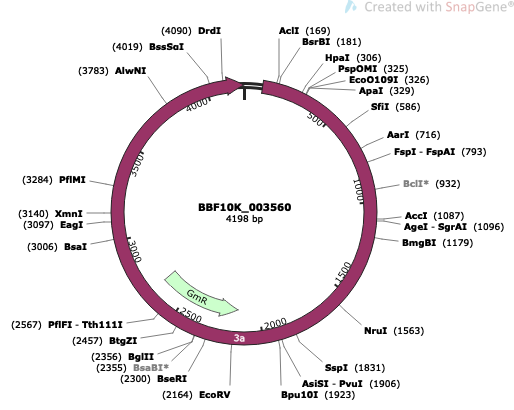 Created with SnapGene®
(4090) DrdI
AclI (169)
(4019) BssSαI
BsrBI (181)
(3783) AlwNI
HpaI (306)
PspOMI (325)
EcoO109I (326)
ApaI (329)
SfiI (586)
AarI (716)
FspI - FspAI (793)
BclI* (932)
AccI (1087)
AgeI - SgrAI (1096)
BmgBI (1179)
NruI (1563)
SspI (1831)
AsiSI - PvuI (1906)
Bpu10I (1923)
(2164) EcoRV
(2300) BseRI
(2355) BsaBI*
(2356) BglII
(2457) BtgZI
(2567) PflFI - Tth111I
(3006) BsaI
(3097) EagI
(3140) XmnI
(3284) PflMI
BBF10K_003560
4198 bp
500
1000
1500
2000
2500
3000
3500
4000
GmR
3a